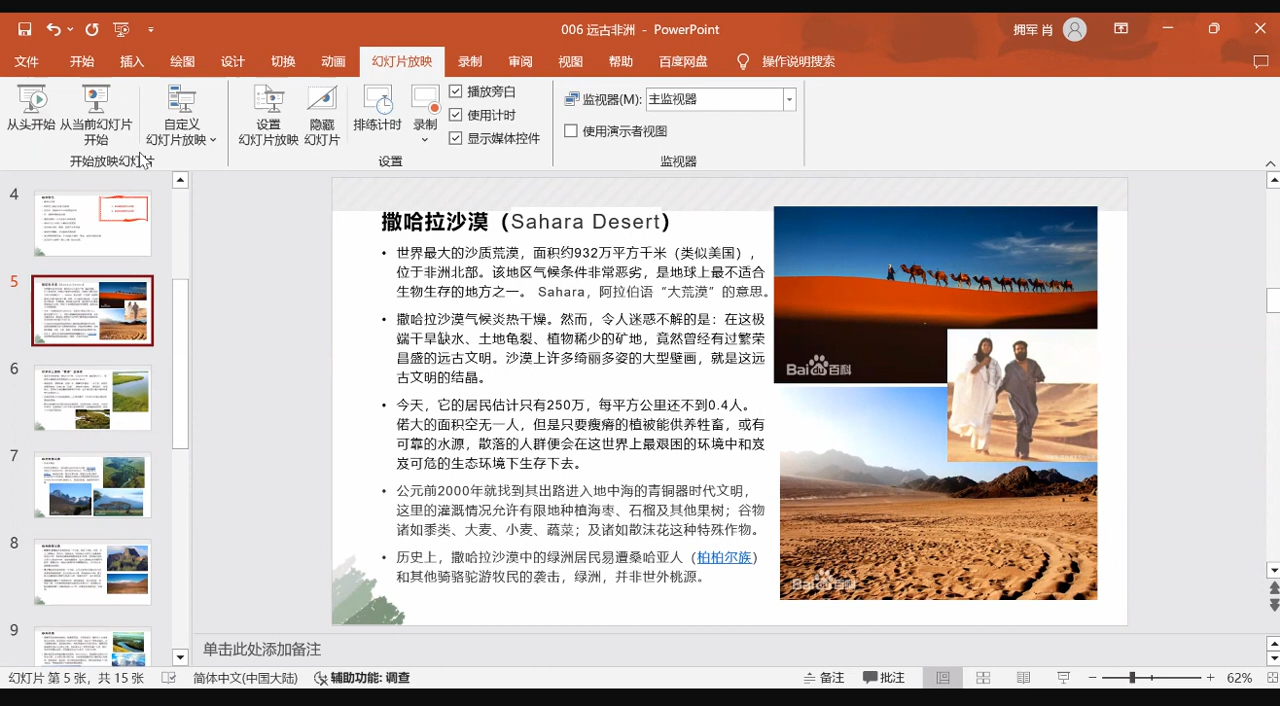 006 远古非洲 - PowerPoint
拥军 肖
文件 开始 插入 绘图 设计 切换 动画 幻灯片放映 录制 审阅 视图 帮助 百度网盘 操作说明搜索
从头开始
从当前幻灯片
开始
自定义
幻灯片放映
开始放映幻灯片
设置
幻灯片放映
隐藏
幻灯片
排练计时
录制
播放旁白
使用计时
显示媒体控件
设置
监视器(M):
主监视器
使用演示者视图
监视器
4
5
6
7
8
9
撒哈拉沙漠（Sahara Desert)
• 世界最大的沙质荒漠，面积约932万平方千米（类似美国），
位于非洲北部。该地区气候条件非常恶劣，是地球上最不适合
生物生存的地方之一。 Sahara，阿拉伯语“大荒漠”的意思。
• 撒哈拉沙漠气候炎热干燥。然而，令人迷惑不解的是：在这极
端干旱缺水、土地龟裂、植物稀少的矿地，竟然曾经有过繁荣
昌盛的远古文明。沙漠上许多绮丽多姿的大型壁画，就是这远
古文明的结晶。
• 今天，它的居民估计只有250万，每平方公里还不到0.4人。
偌大的面积空无一人，但是只要瘦瘠的植被能供养牲畜，或有
可靠的水源，散落的人群便会在这世界上最艰困的环境中和岌
岌可危的生态环境下生存下去。
• 公元前2000年就找到其出路进入地中海的青铜器时代文明，
这里的灌溉情况允许有限地种植海枣、石榴及其他果树；谷物
诸如黍类、大麦、小麦、蔬菜；及诸如散沫花这种特殊作物。
• 历史上，撒哈拉沙漠中的绿洲居民易遭桑哈亚人（柏柏尔族）
和其他骑骆驼游牧民的袭击，绿洲，并非世外桃源。
Bai du 百科
单击此处添加备注
幻灯片 第 5 张，共 15 张 简体中文(中国大陆) 辅助功能: 调查 备注 批注 62%